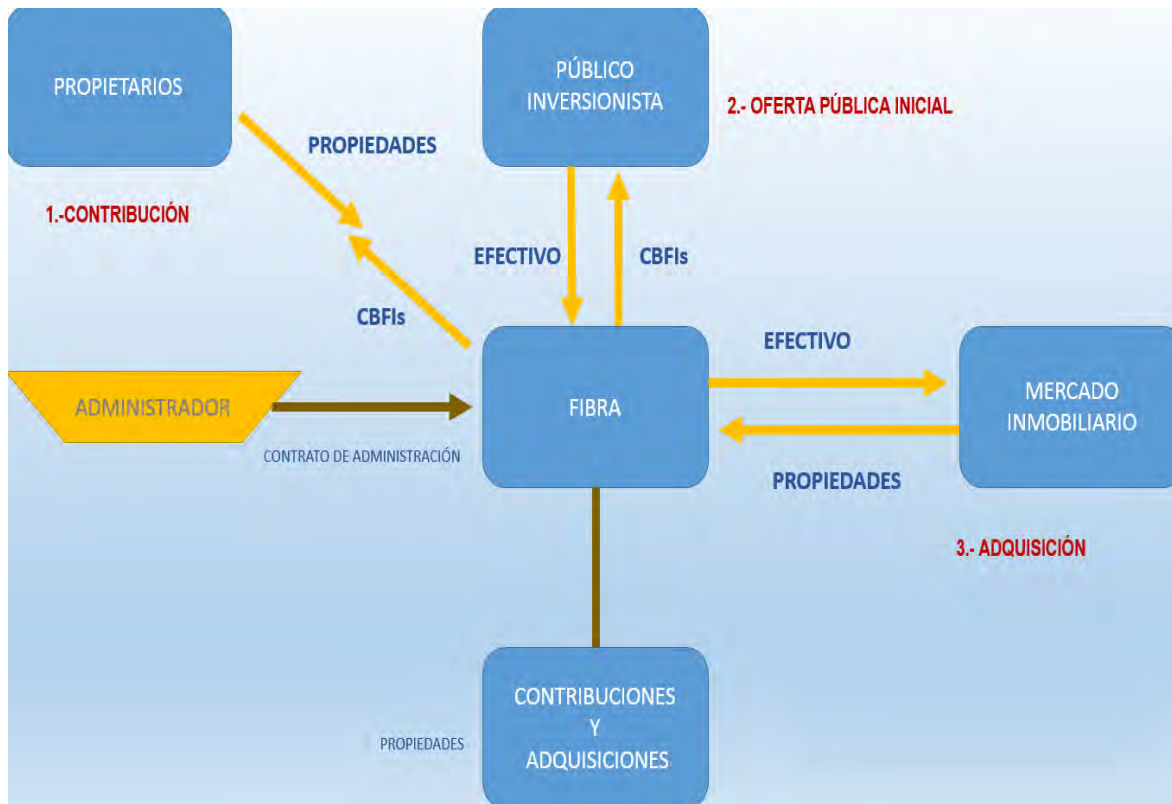 PROPIETARIOS
PÚBLICO
INVERSIONISTA
2.- OFERTA PÚBLICA INICIAL
PROPIEDADES
1.-CONTRIBUCIÓN
EFECTIVO
CBFIs
CBFIs
EFECTIVO
ADMINISTRADOR
CONTRATO DE ADMINISTRACIÓN
FIBRA
MERCADO
INMOBILIARIO
PROPIEDADES
3.- ADQUISICIÓN
CONTRIBUCIONES
Y
ADQUISICIONES
PROPIEDADES